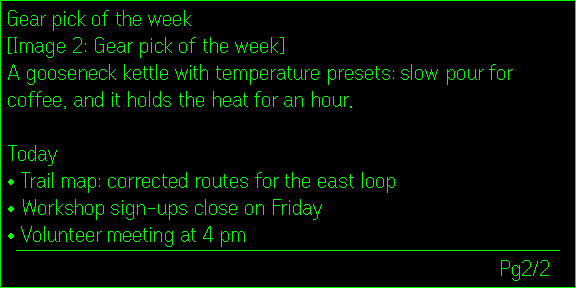 Gear pick of the week
[Image 2: Gear pick of the week]
A gooseneck kettle with temperature presets: slow pour for
coffee, and it holds the heat for an hour.
Today
• Trail map: corrected routes for the east loop
• Workshop sign-ups close on Friday
• Volunteer meeting at 4 pm
Pg2/2